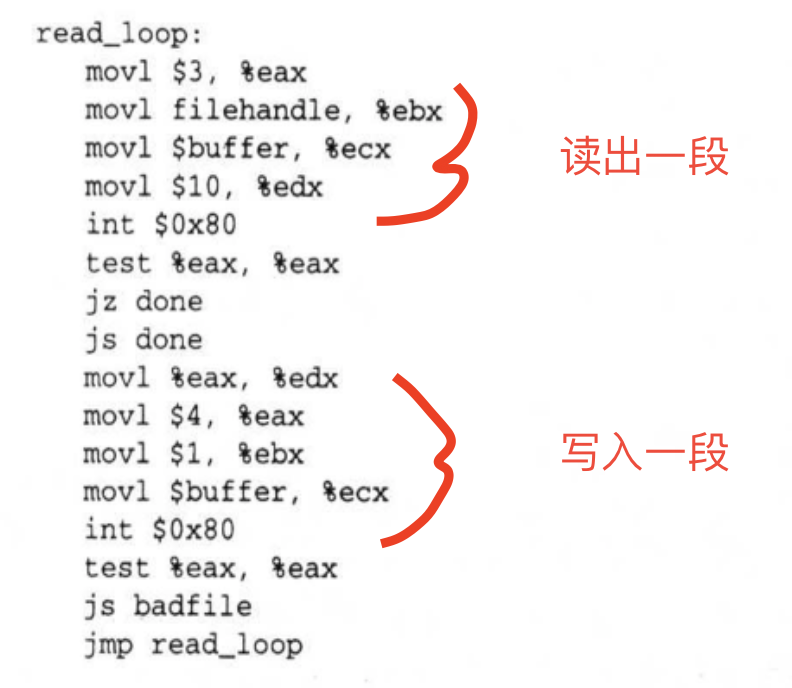 read_loop:
movl $3, %eax
movl filehandle, %ebx
movl $buffer, %ecx
movl $10, %edx
int $0x80
读出一段
test %eax, %eax
jz done
js done
movl %eax, %edx
movl $4, %eax
movl $1, %ebx
movl $buffer, %ecx
int $0x80
写入一段
test %eax, %eax
js badfile
jmp read_loop